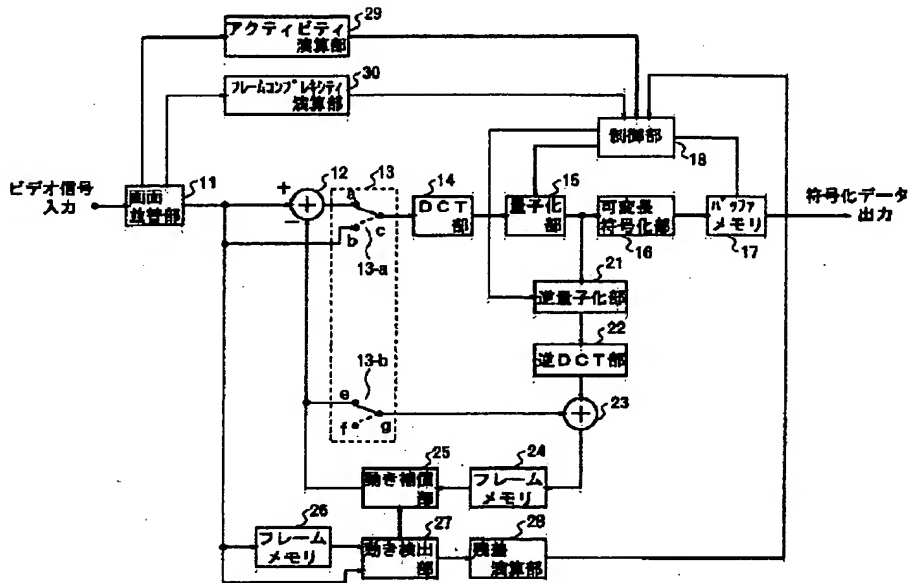 アクティビティ
演算部
29
フレームコンプレキシティ
演算部
30
制御部
18
ビデオ信号
入力
画面
並替部
11
+
12
13
a
b
c
13-a
14
DCT
部
15
量子化
部
可変長
符号化部
16
バッファ
メモリ
17
符号化データ
出力
21
逆量子化部
22
逆DCT部
13-b
e
f
g
23
25
動き補償
部
24
フレーム
メモリ
26
フレーム
メモリ
27
動き検出
部
28
残差
演算部